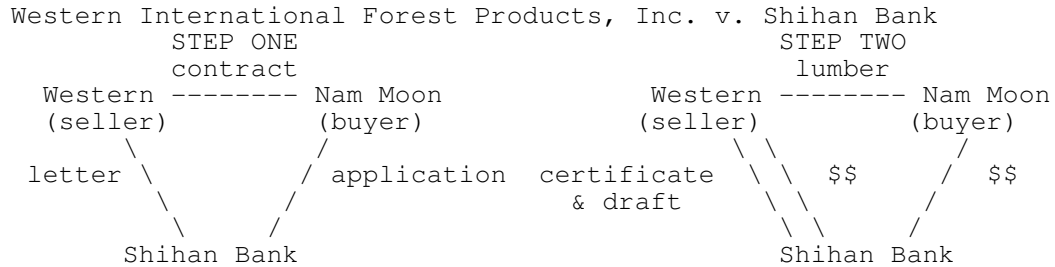 Western International Forest Products, Inc. v. Shihan Bank
STEP ONE STEP TWO
contract lumber
Western -------- Nam Moon Western -------- Nam Moon
(seller) (buyer) (seller) (buyer)
letter application certificate $$ $$
& draft
Shihan Bank Shihan Bank